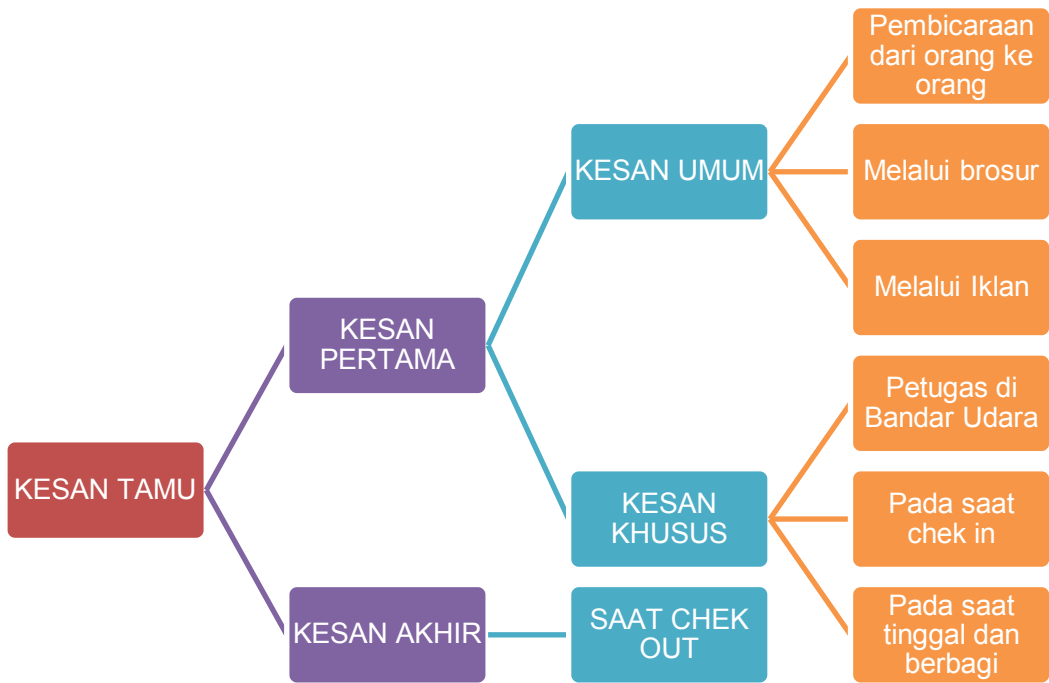 KESAN TAMU
KESAN
PERTAMA
KESAN UMUM
Pembicaraan
dari orang ke
orang
Melalui brosur
Melalui Iklan
KESAN
KHUSUS
Petugas di
Bandar Udara
Pada saat
chek in
Pada saat
tinggal dan
berbagi
KESAN AKHIR
SAAT CHEK
OUT